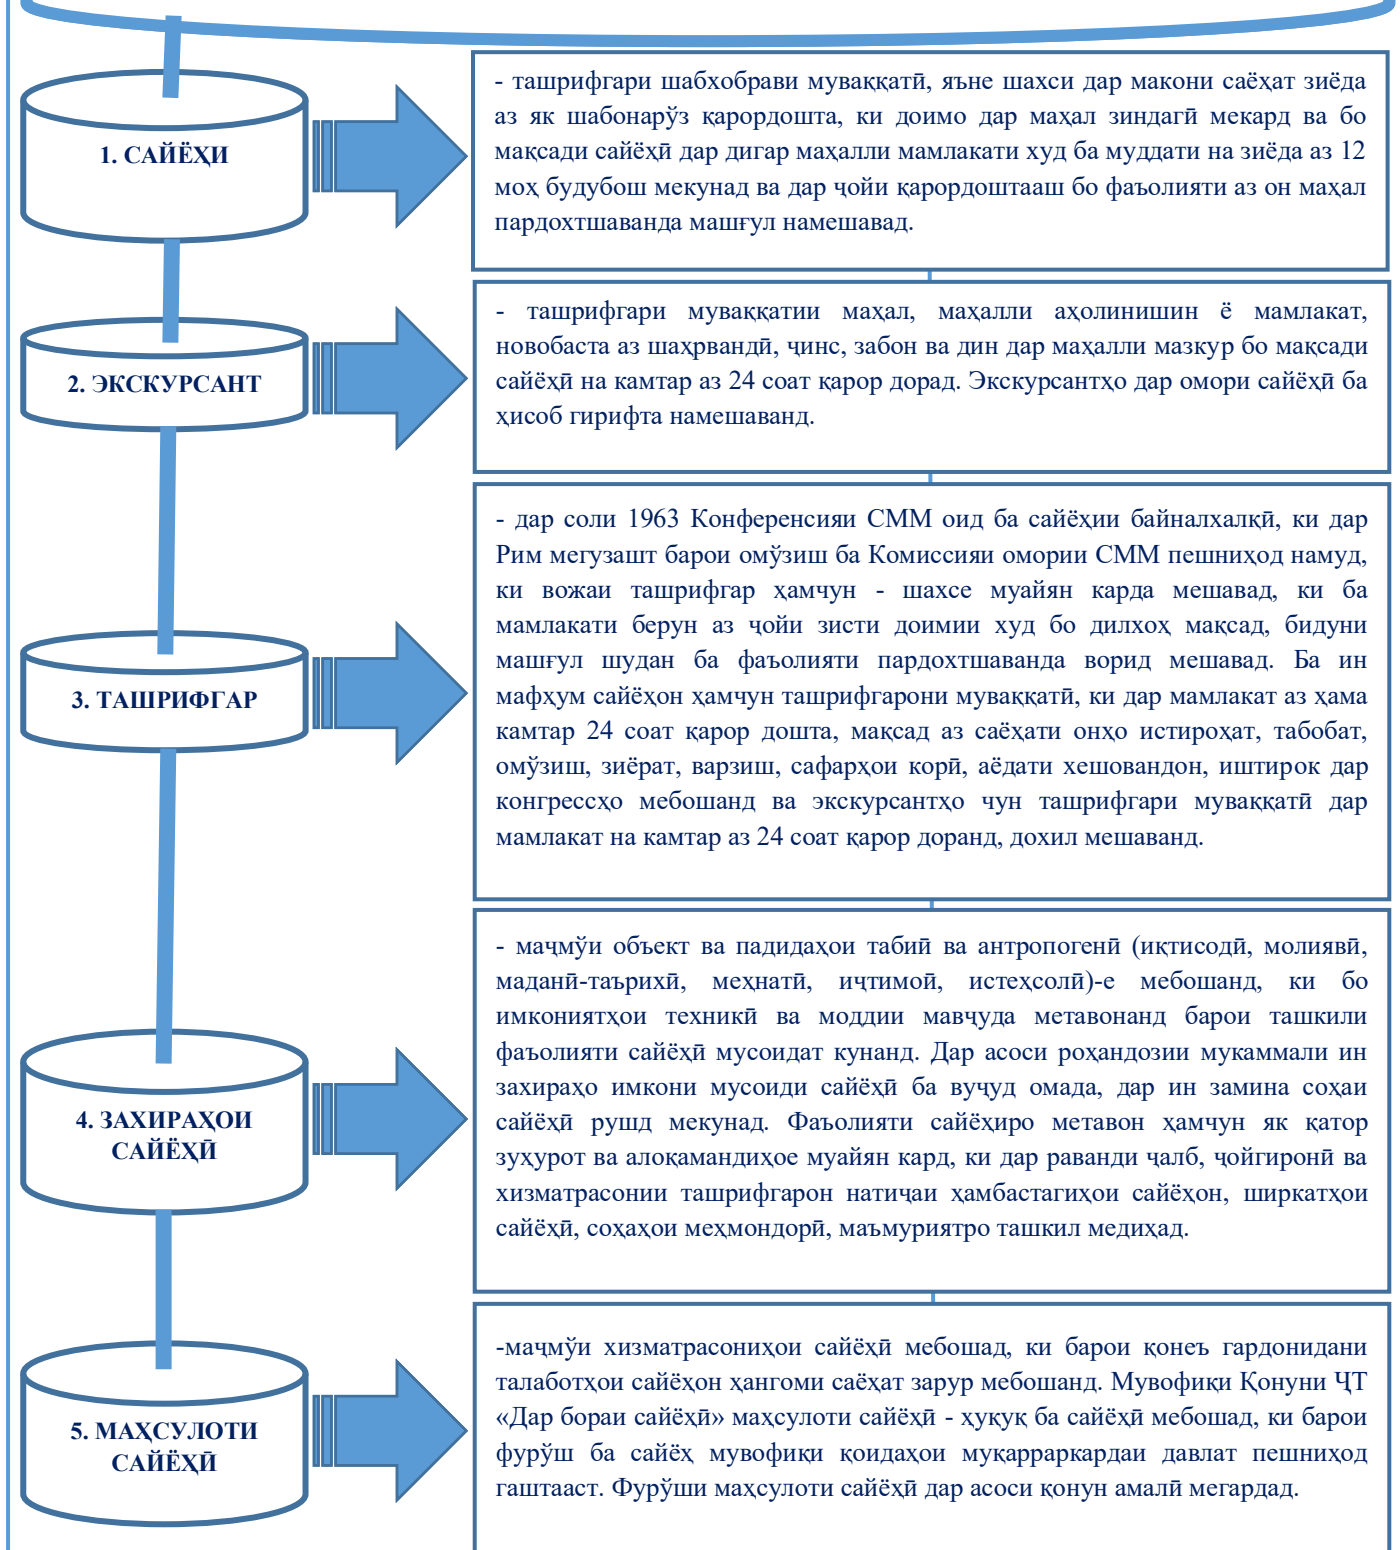 1. САЙЁҲИ
- ташрифгари шабхобрави муваққатӣ, яъне шахси дар макони саёҳат зиёда
аз як шабонарӯз қарордошта, ки доимо дар маҳал зиндагӣ мекард ва бо
мақсади сайёҳӣ дар дигар маҳалли мамлакати худ ба муддати на зиёда аз 12
моҳ будубош мекунад ва дар ҷойи қарордоштааш бо фаъолияти аз он маҳал
пардохтшаванда машғул намешавад.
2. ЭКСКУРСАНТ
- ташрифгари муваққатии маҳал, маҳалли аҳолинишин ё мамлакат,
новобаста аз шаҳрвандӣ, ҷинс, забон ва дин дар маҳалли мазкур бо мақсади
сайёҳӣ на камтар аз 24 соат қарор дорад. Экскурсантҳо дар омори сайёҳӣ ба
ҳисоб гирифта намешаванд.
3. ТАШРИФГАР
- дар соли 1963 Конференсияи СММ оид ба сайёҳии байналхалқӣ, ки дар
Рим мегузашт барои омӯзиш ба Комиссияи омории СММ пешниҳод намуд,
ки вожаи ташрифгар ҳамчун - шахсе муайян карда мешавад, ки ба
мамлакати берун аз ҷойи зисти доимии худ бо дилхоҳ мақсад, бидуни
машғул шудан ба фаъолияти пардохтшаванда ворид мешавад. Ба ин
мафҳум сайёҳон ҳамчун ташрифгарони муваққатӣ, ки дар мамлакат аз ҳама
камтар 24 соат қарор дошта, мақсад аз саёҳати онҳо истироҳат, табобат,
омӯзиш, зиёрат, варзиш, сафарҳои корӣ, аёдати хешовандон, иштирок дар
конгрессҳо мебошанд ва экскурсантҳо чун ташрифгари муваққатӣ дар
мамлакат на камтар аз 24 соат қарор доранд, дохил мешаванд.
4. ЗАХИРАҲОИ
САЙЁҲӢ
- маҷмӯи объект ва падидаҳои табиӣ ва антропогенӣ (иқтисодӣ, молиявӣ,
маданӣ-таърихӣ, меҳнатӣ, иҷтимоӣ, истеҳсолӣ)-е мебошанд, ки бо
имкониятҳои техникӣ ва моддии мавҷуда метавонанд барои ташкили
фаъолияти сайёҳӣ мусоидат кунанд. Дар асоси роҳандозии мукаммали ин
захираҳо имкони мусоиди сайёҳӣ ба вуҷуд омада, дар ин замина соҳаи
сайёҳӣ рушд мекунад. Фаъолияти сайёҳиро метавон ҳамчун як қатор
зуҳурот ва алоқамандиҳое муайян кард, ки дар раванди ҷалб, ҷойгиронӣ ва
хизматрасонии ташрифгарон натиҷаи ҳамбастагиҳои сайёҳон, ширкатҳои
сайёҳӣ, соҳаҳои меҳмондорӣ, маъмуриятро ташкил медиҳад.
5. МАҲСУЛОТИ
САЙЁҲӢ
-маҷмӯи хизматрасониҳои сайёҳӣ мебошад, ки барои қонеъ гардонидани
талаботҳои сайёҳон ҳангоми саёҳат зарур мебошанд. Мувофиқи Қонуни ҶТ
«Дар бораи сайёҳӣ» маҳсулоти сайёҳӣ - ҳуқуқ ба сайёҳӣ мебошад, ки барои
фурӯш ба сайёҳ мувофиқи қоидаҳои муқарраркардаи давлат пешниҳод
гаштааст. Фурӯши маҳсулоти сайёҳӣ дар асоси қонун амалӣ мегардад.